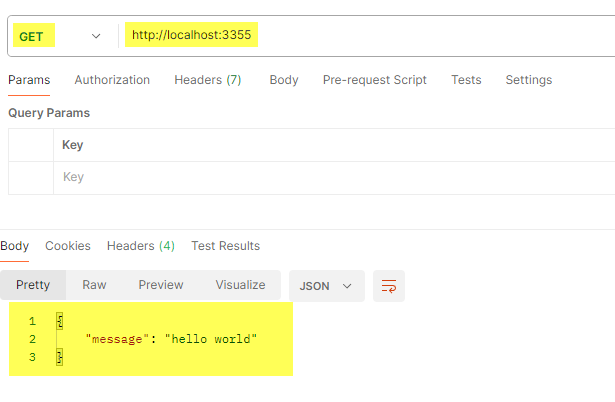 GET http://localhost:3355
Params Authorization Headers (7) Body Pre-request Script Tests Settings
Query Params
Key
Key
Body Cookies Headers (4) Test Results
Pretty Raw Preview Visualize JSON
1 {
2 "message": "hello world"
3 }